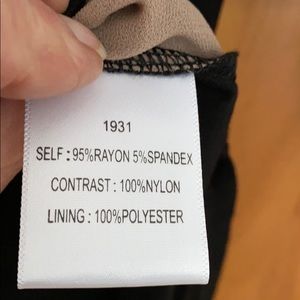 1931
SELF : 95%RAYON 5%SPANDEX
CONTRAST : 100%NYLON
LINING : 100%POLYESTER